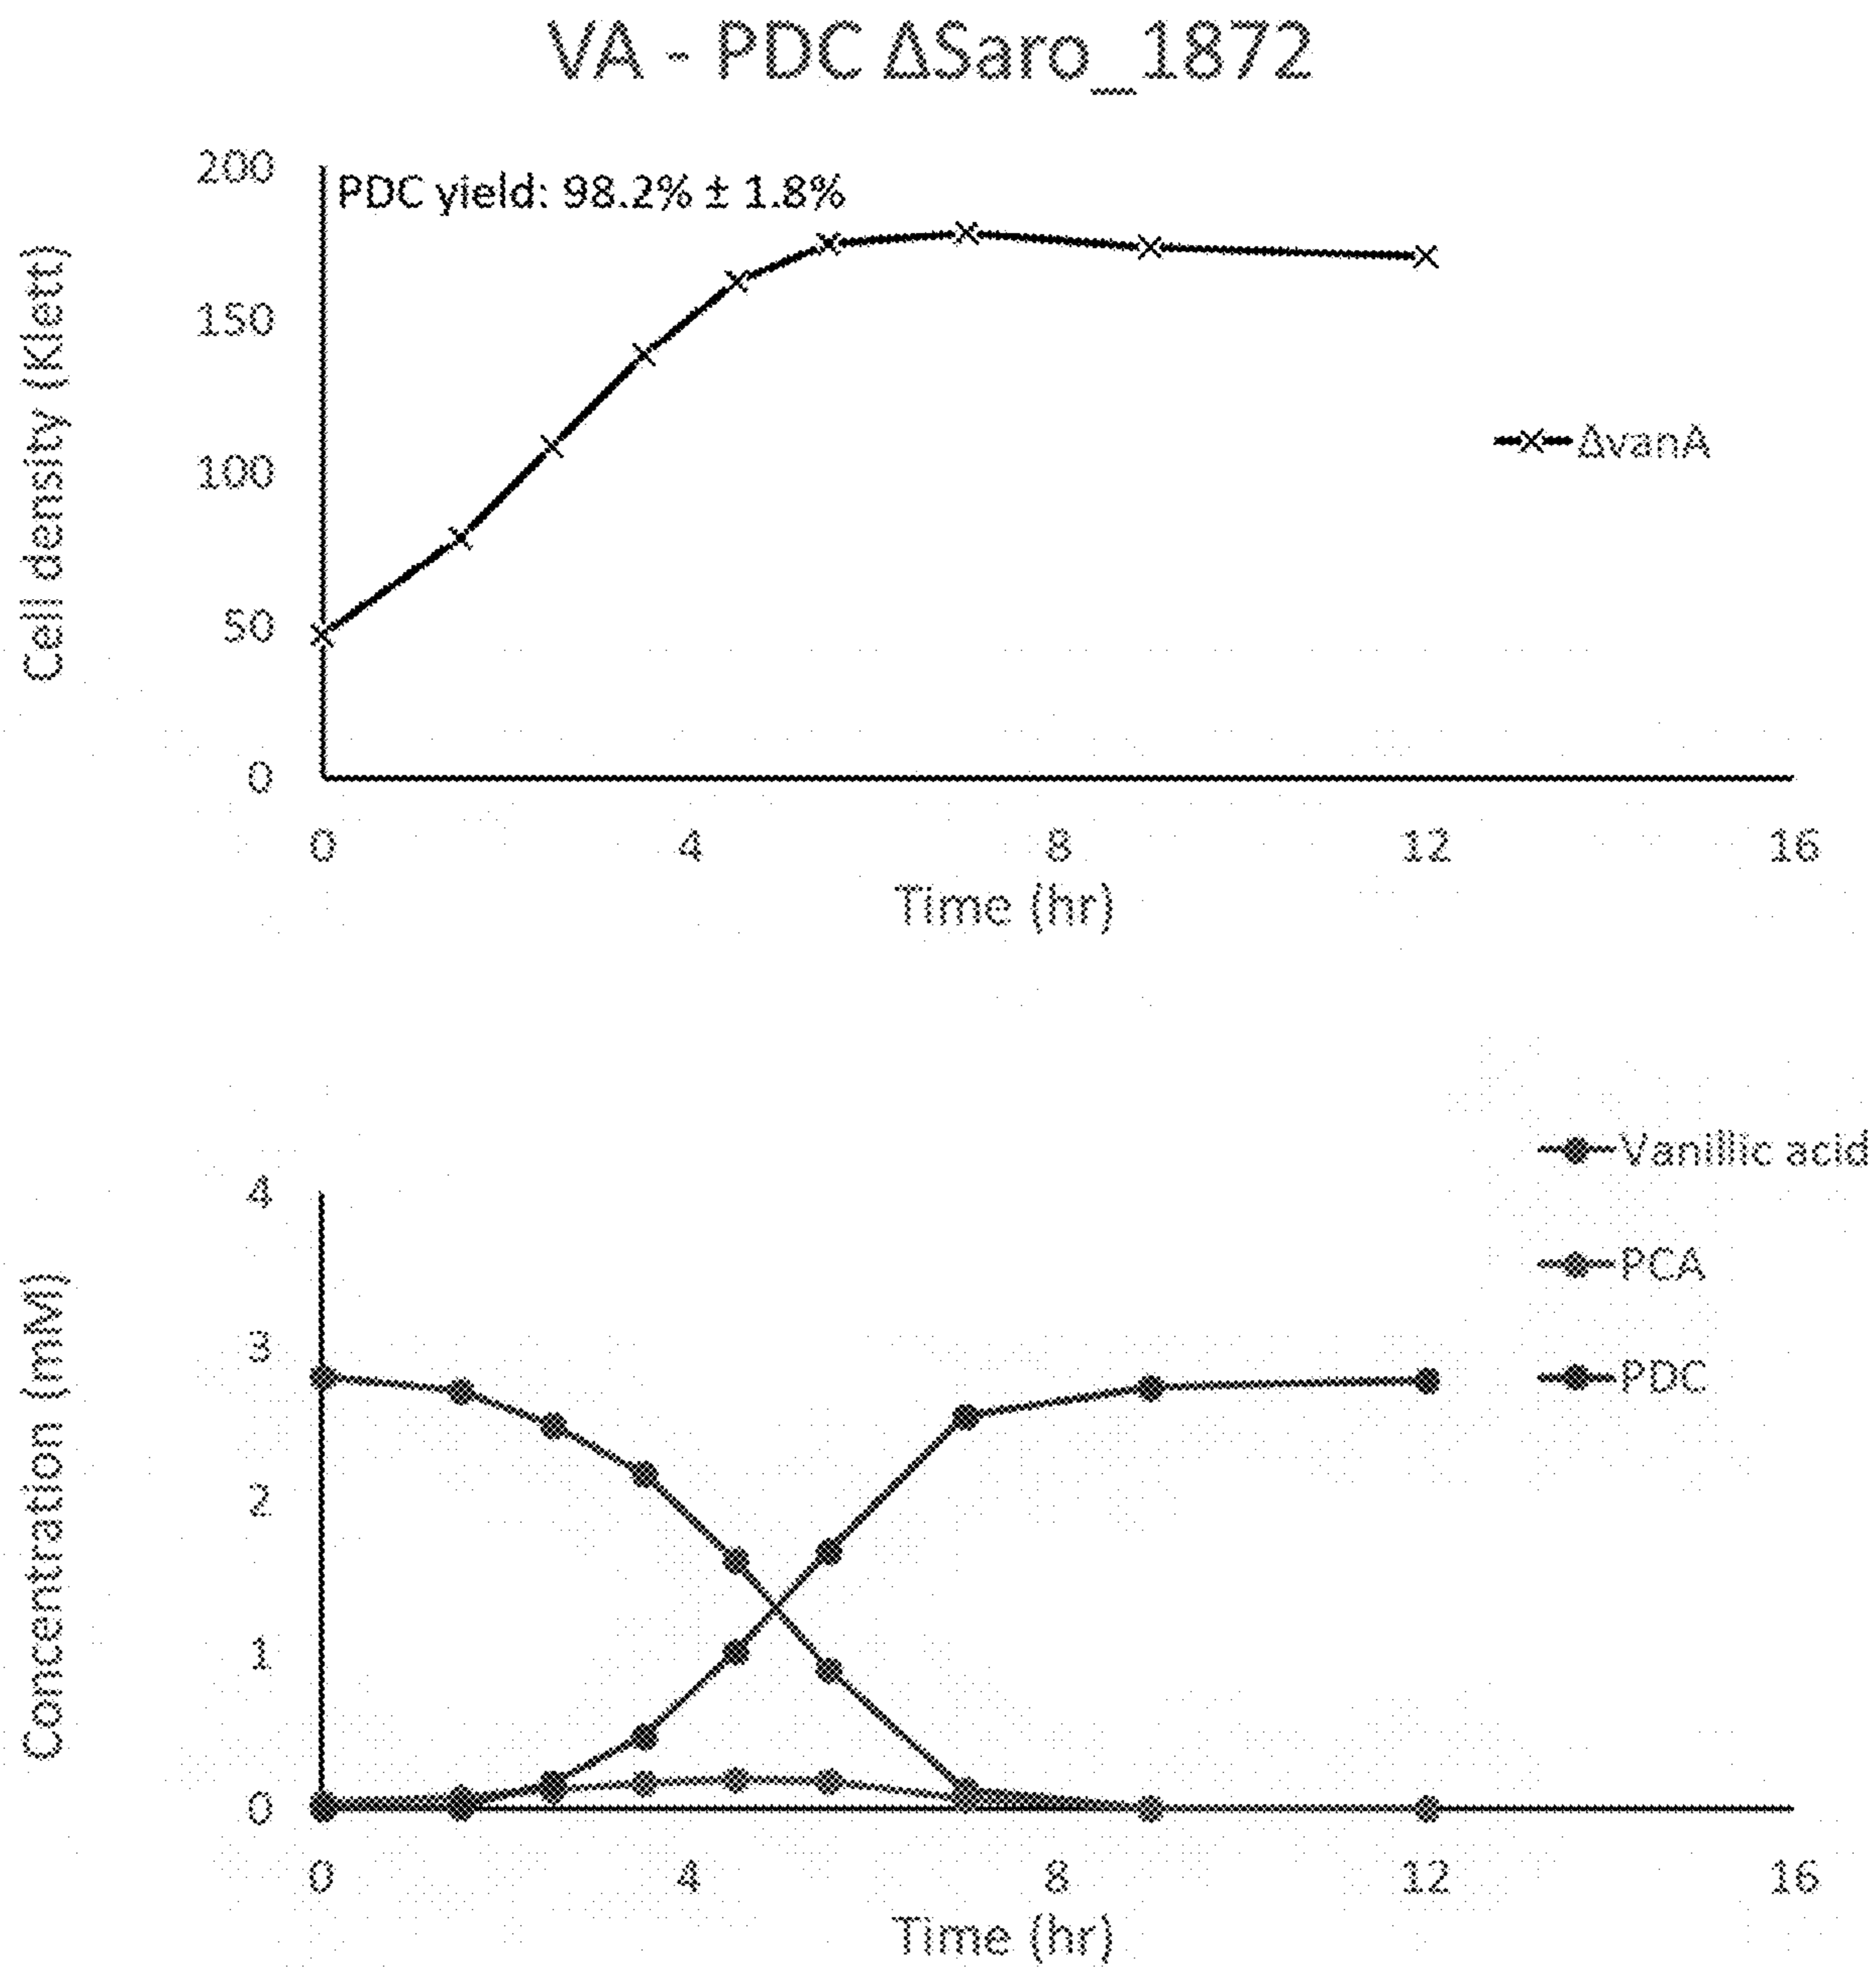 VA - PDC ΔSaro_1872
PDC yield: 98.2% ± 1.8%
Cell density (Klett)
200
150
100
50
0
ΔvanA
0 4 8 12 16
Time (hr)
Concentration (mM)
4
3
2
1
0
Vanillic acid
PCA
PDC
0 4 8 12 16
Time (hr)